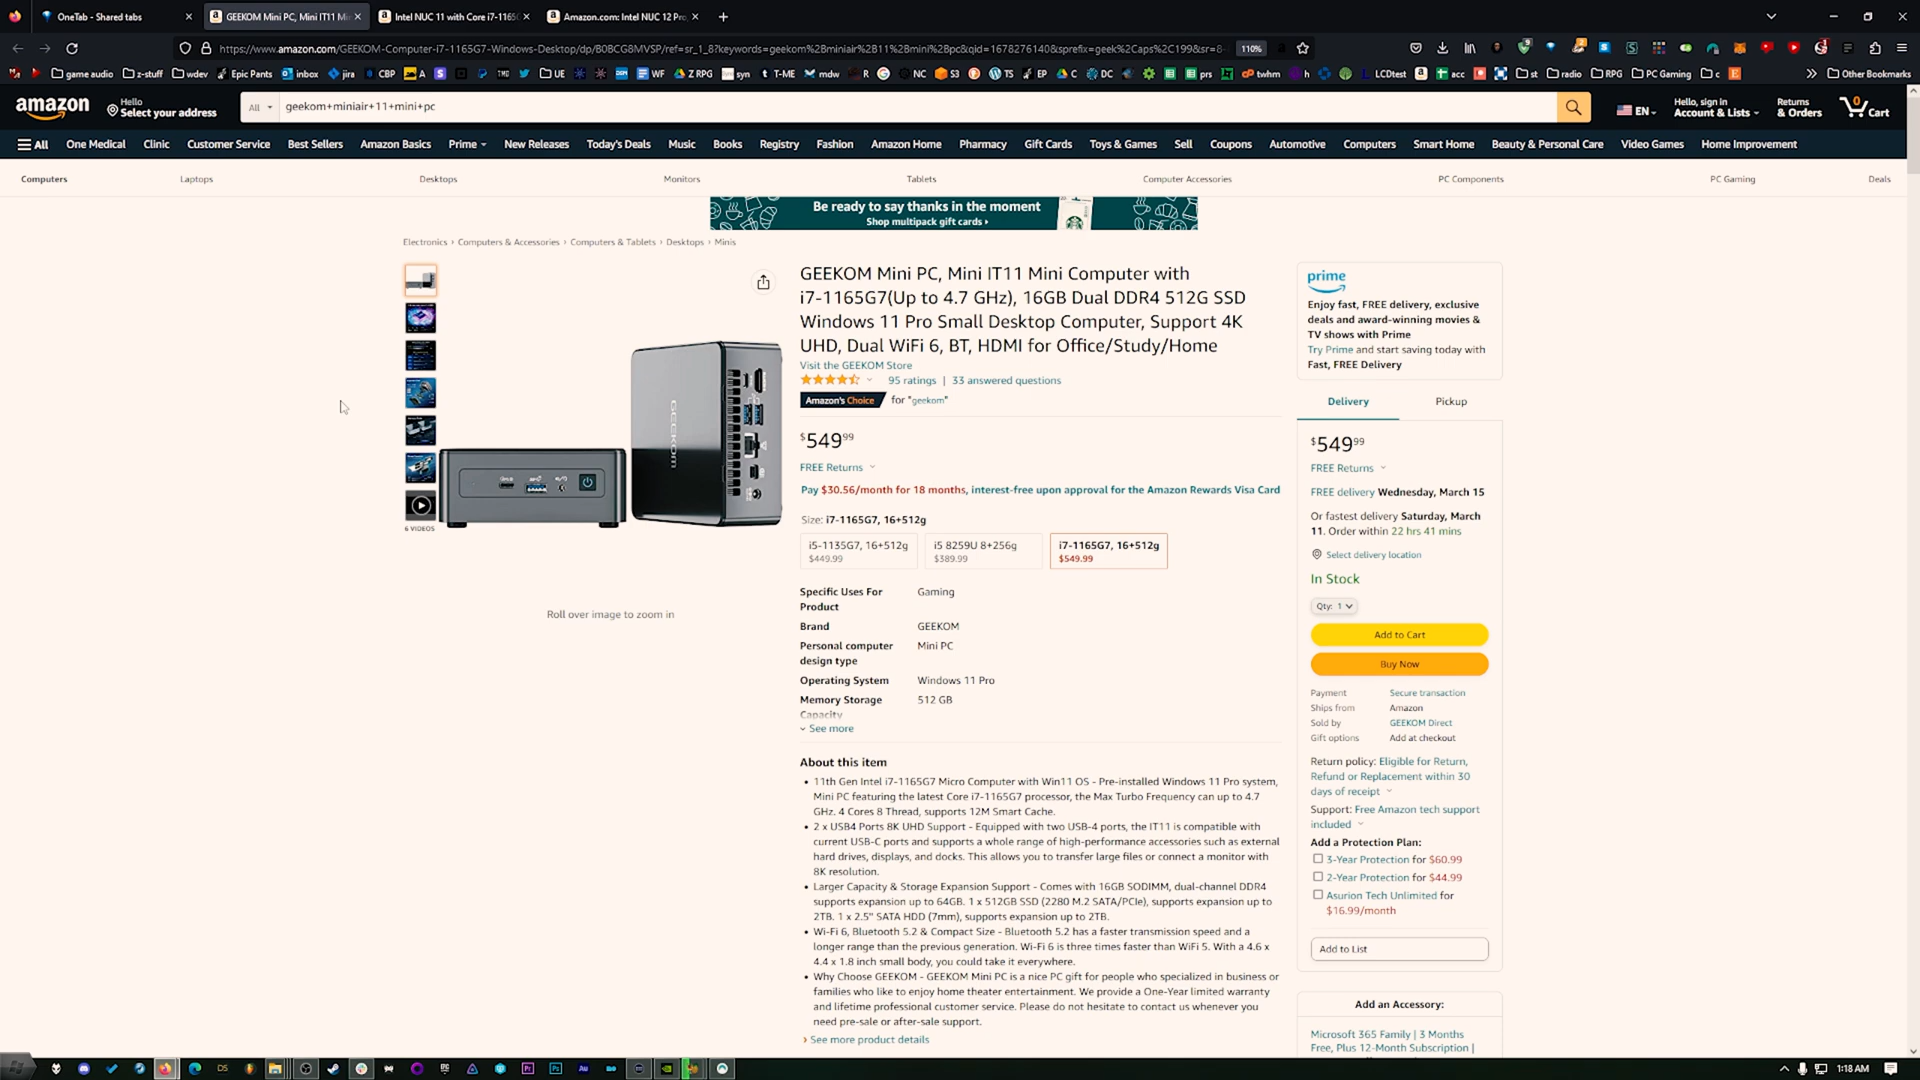 OneTab - Shared tabs
GEEKOM Mini PC, Mini IT11 Mi
Intel NUC 11 with Core i7-1165
Amazon.com: Intel NUC 12 Pro,
https://www.amazon.com/GEEKOM-Computer-i7-1165G7-Windows-Desktop/dp/B0BCG8MVSP/ref=sr_1_8?keywords=geekom%2Bminiair%2B11%2Bmini%2Bpc&qid=1678276140&sprefix=geek%2Caps%2C199&sr=8-
110%
game audio
z-stuff
wdev
Epic Pants
inbox
jira
CBP
A
UE
WF
Z RPG
syn
T-ME
mdw
R
NC
S3
TS
EP
C
DC
prs
twhm
h
LCDtest
acc
st
radio
RPG
PC Gaming
c
Other Bookmarks
amazon
Hello
Select your address
All
geekom+miniair+11+mini+pc
EN
Hello, sign in
Account & Lists
Returns
& Orders
0
Cart
All
One Medical
Clinic
Customer Service
Best Sellers
Amazon Basics
Prime
New Releases
Today's Deals
Music
Books
Registry
Fashion
Amazon Home
Pharmacy
Gift Cards
Toys & Games
Sell
Coupons
Automotive
Computers
Smart Home
Beauty & Personal Care
Video Games
Home Improvement
Computers
Laptops
Desktops
Monitors
Tablets
Computer Accessories
PC Components
PC Gaming
Deals
Be ready to say thanks in the moment
Shop multipack gift cards ›
Electronics › Computers & Accessories › Computers & Tablets › Desktops › Minis
GEEKOM
6 VIDEOS
Roll over image to zoom in
GEEKOM Mini PC, Mini IT11 Mini Computer with
i7-1165G7(Up to 4.7 GHz), 16GB Dual DDR4 512G SSD
Windows 11 Pro Small Desktop Computer, Support 4K
UHD, Dual WiFi 6, BT, HDMI for Office/Study/Home
Visit the GEEKOM Store
95 ratings | 33 answered questions
Amazon's Choice for "geekom"
$549.99
FREE Returns
Pay $30.56/month for 18 months, interest-free upon approval for the Amazon Rewards Visa Card
Size: i7-1165G7, 16+512g
i5-1135G7, 16+512g
$449.99
i5 8259U 8+256g
$389.99
i7-1165G7, 16+512g
$549.99
Specific Uses For Product
Gaming
Brand
GEEKOM
Personal computer design type
Mini PC
Operating System
Windows 11 Pro
Memory Storage Capacity
512 GB
See more
About this item
• 11th Gen Intel i7-1165G7 Micro Computer with Win11 OS - Pre-installed Windows 11 Pro system,
Mini PC featuring the latest Core i7-1165G7 processor, the Max Turbo Frequency can up to 4.7
GHz. 4 Cores 8 Thread, supports 12M Smart Cache.
• 2 x USB4 Ports 8K UHD Support - Equipped with two USB-4 ports, the IT11 is compatible with
current USB-C ports and supports a whole range of high-performance accessories such as external
hard drives, displays, and docks. This allows you to transfer large files or connect a monitor with
8K resolution.
• Larger Capacity & Storage Expansion Support - Comes with 16GB SODIMM, dual-channel DDR4
supports expansion up to 64GB. 1 x 512GB SSD (2280 M.2 SATA/PCIe), supports expansion up to
2TB. 1 x 2.5" SATA HDD (7mm), supports expansion up to 2TB.
• Wi-Fi 6, Bluetooth 5.2 & Compact Size - Bluetooth 5.2 has a faster transmission speed and a
longer range than the previous generation. Wi-Fi 6 is three times faster than WiFi 5. With a 4.6 x
4.4 x 1.8 inch small body, you could take it everywhere.
• Why Choose GEEKOM - GEEKOM Mini PC is a nice PC gift for people who specialized in business or
families who like to enjoy home theater entertainment. We provide a One-Year limited warranty
and lifetime professional customer service. Please do not hesitate to contact us whenever you
need pre-sale or after-sale support.
› See more product details
prime
Enjoy fast, FREE delivery, exclusive
deals and award-winning movies &
TV shows with Prime
Try Prime and start saving today with
Fast, FREE Delivery
Delivery
Pickup
$549.99
FREE Returns
FREE delivery Wednesday, March 15
Or fastest delivery Saturday, March
11. Order within 22 hrs 41 mins
Select delivery location
In Stock
Qty: 1
Add to Cart
Buy Now
Payment
Secure transaction
Ships from
Amazon
Sold by
GEEKOM Direct
Gift options
Add at checkout
Return policy: Eligible for Return,
Refund or Replacement within 30
days of receipt
Support: Free Amazon tech support
included
Add a Protection Plan:
3-Year Protection for $60.99
2-Year Protection for $44.99
Asurion Tech Unlimited for
$16.99/month
Add to List
Add an Accessory:
Microsoft 365 Family | 3 Months
Free, Plus 12-Month Subscription |
1:18 AM